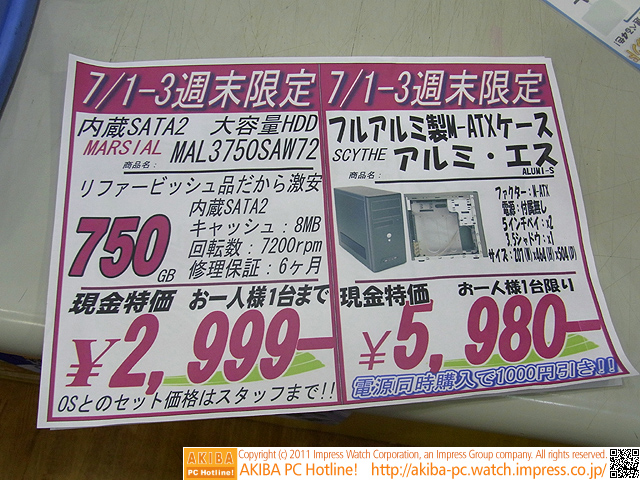 7/1-3週末限定
内蔵SATA2 大容量HDD
MARSIAL
商品名: MAL3750SAW72
リファービッシュ品だから激安
750GB
内蔵SATA2
キャッシュ:8MB
回転数:7200rpm
修理保証:6ヶ月
現金特価 お一人様1台まで
¥2,999-
OSとのセット価格はスタッフまで!!
7/1-3週末限定
フルアルミ製M-ATXケース
SCYTHE アルミ・エス
商品名: ALUMI-S
ファクター:M-ATX
電源:付属無し
5インチベイ:x2
3.5シャドウ:x1
サイズ:207(W)x464(H)x504(D)
現金特価 お一人様1台限り
¥5,980-
電源同時購入で1000円引き!!
AKIBA
PC Hotline!
Copyright (c) 2011 Impress Watch Corporation, an Impress Group company. All rights reserved.
AKIBA PC Hotline! http://akiba-pc.watch.impress.co.jp/